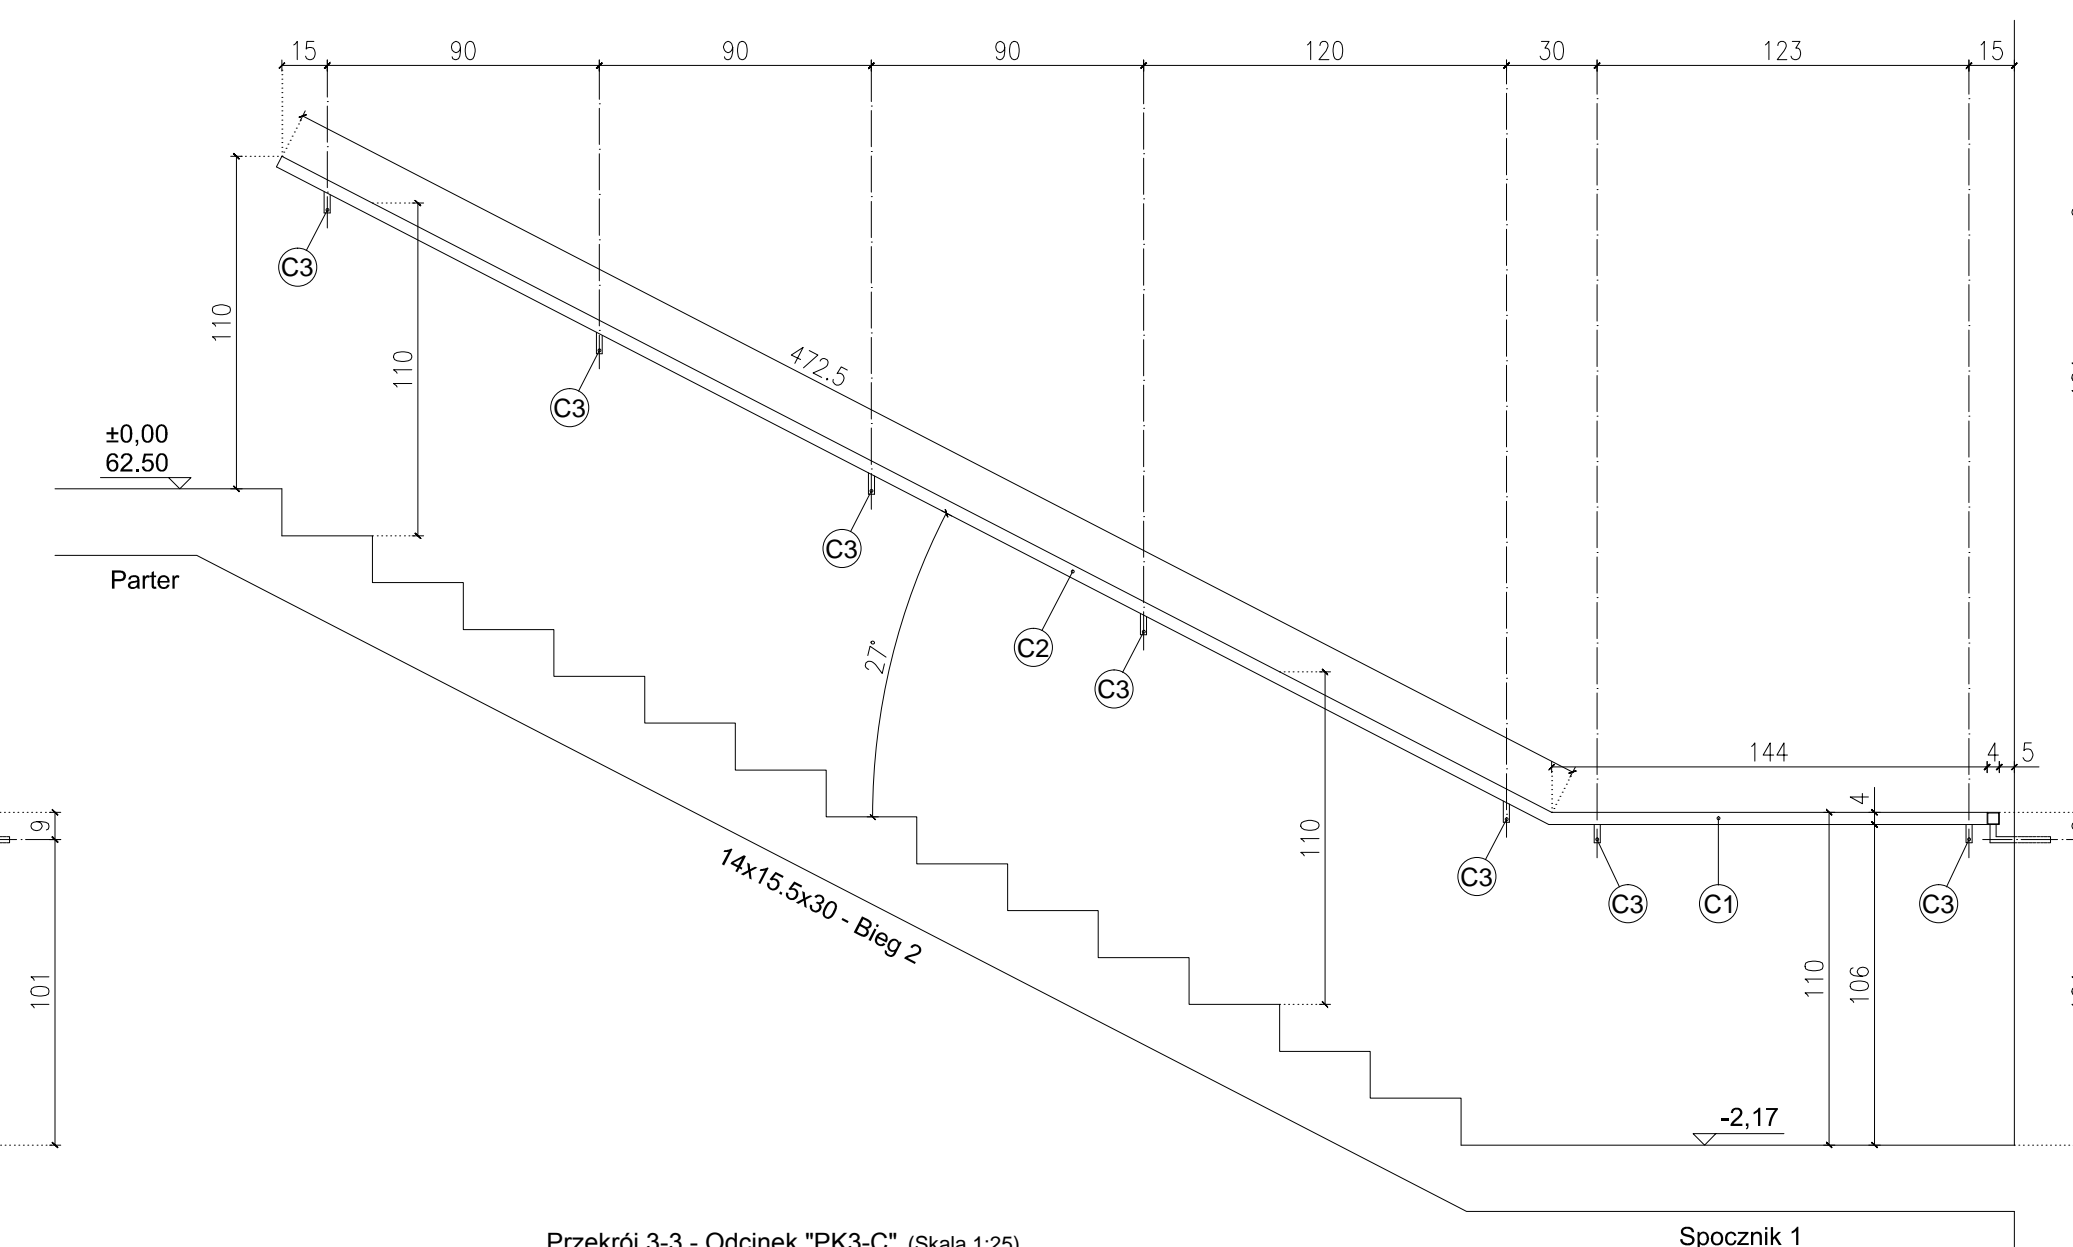 15 90 90 90 120 30 123 15
472.5
110
110
C3
C3
C3
C3
C2
27°
±0,00
62.50
Parter
144 4 5
4
110
C3
C3
C1
C3
9
101
110
106
14x15.5x30 - Bieg 2
-2,17
Przekrój 3-3 - Odcinek "PK3-C" (Skala 1:25)
Spocznik 1